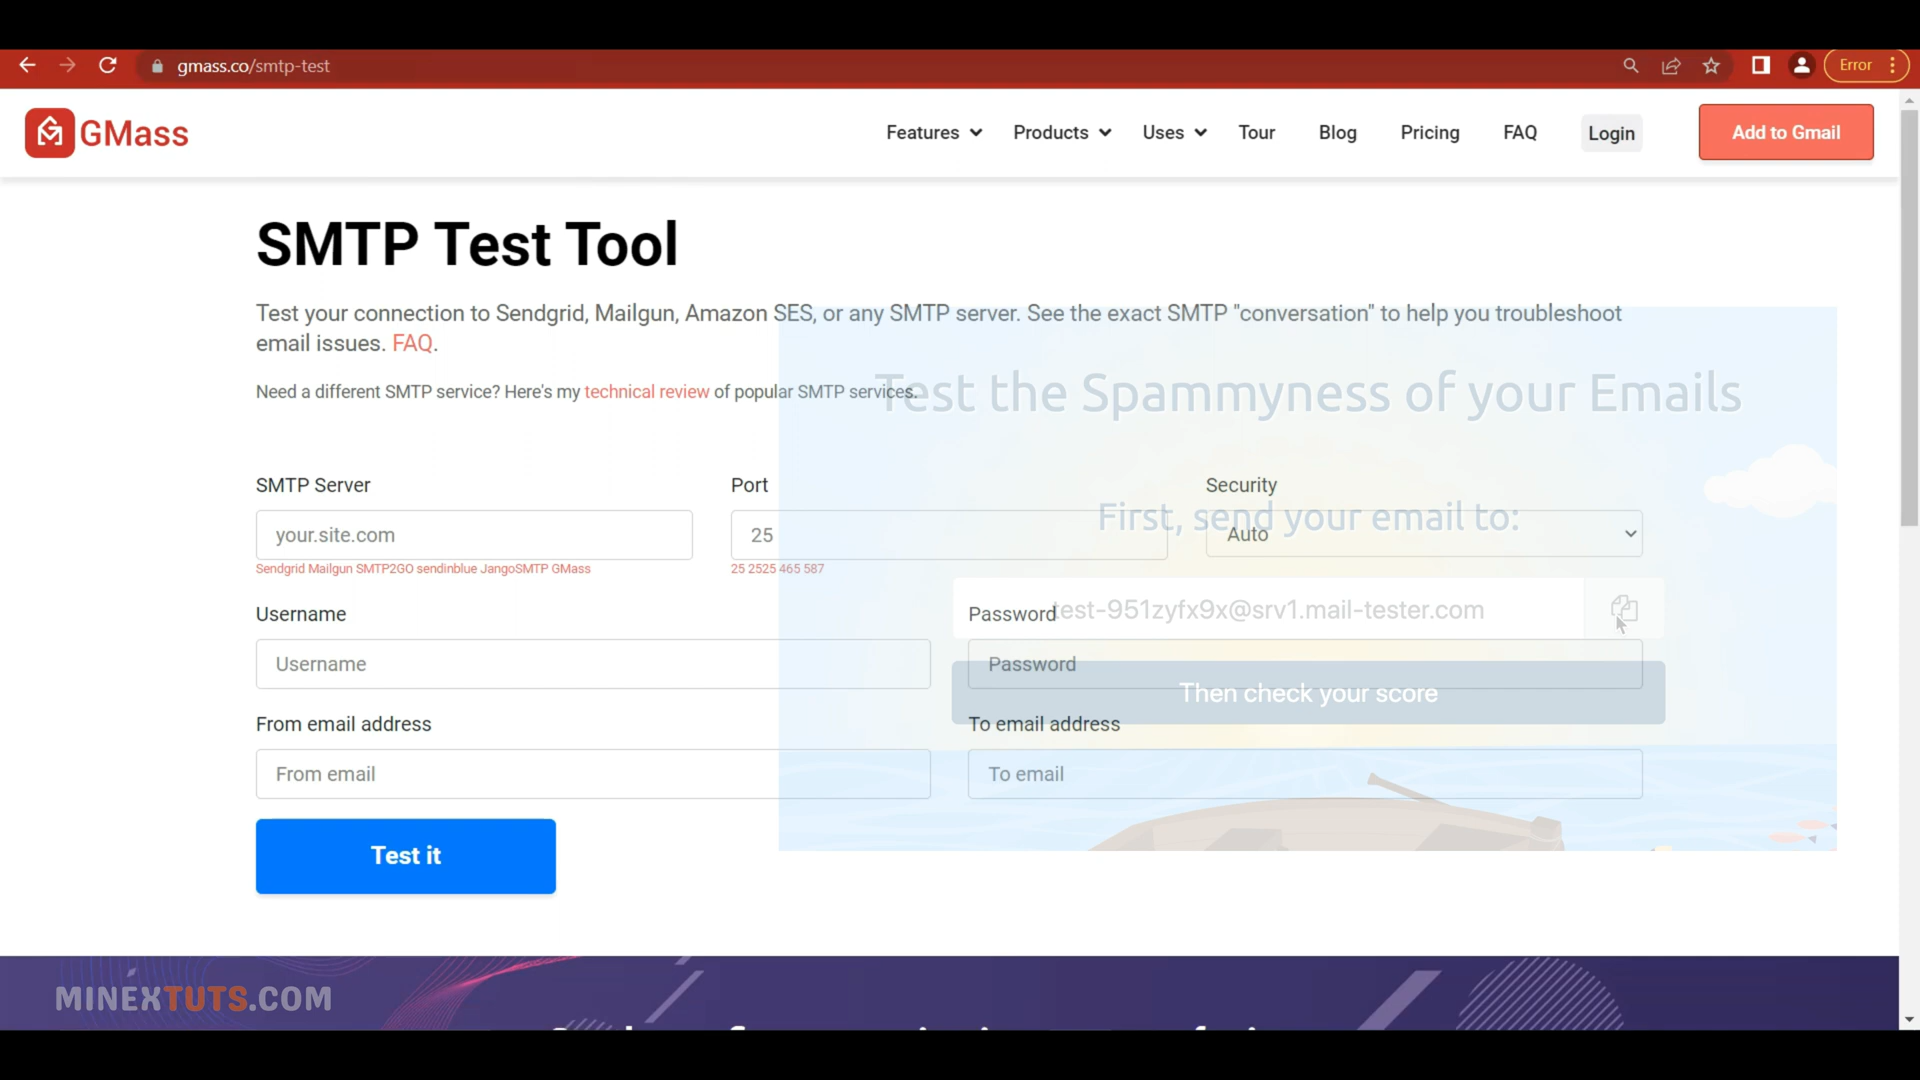 gmass.co/smtp-test
Error
GMass
Features
Products
Uses
Tour
Blog
Pricing
FAQ
Login
Add to Gmail
SMTP Test Tool
Test your connection to Sendgrid, Mailgun, Amazon SES, or any SMTP server. See the exact SMTP "conversation" to help you troubleshoot
email issues. FAQ.
Need a different SMTP service? Here's my technical review of popular SMTP services.
Test the Spammyness of your Emails
SMTP Server
Port
Security
First, send your email to:
your.site.com
25
Auto
Sendgrid Mailgun SMTP2GO sendinblue JangoSMTP GMass
25 2525 465 587
Username
Password
test-951zyfx9x@srv1.mail-tester.com
Username
Password
Then check your score
From email address
To email address
From email
To email
Test it
MINEXTUTS.COM